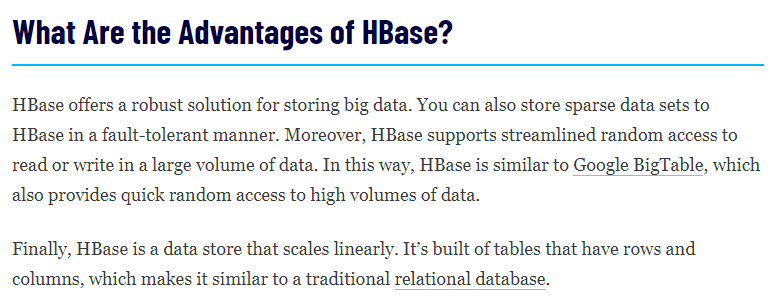 What Are the Advantages of HBase?
HBase offers a robust solution for storing big data. You can also store sparse data sets to
HBase in a fault-tolerant manner. Moreover, HBase supports streamlined random access to
read or write in a large volume of data. In this way, HBase is similar to Google BigTable, which
also provides quick random access to high volumes of data.
Finally, HBase is a data store that scales linearly. It’s built of tables that have rows and
columns, which makes it similar to a traditional relational database.